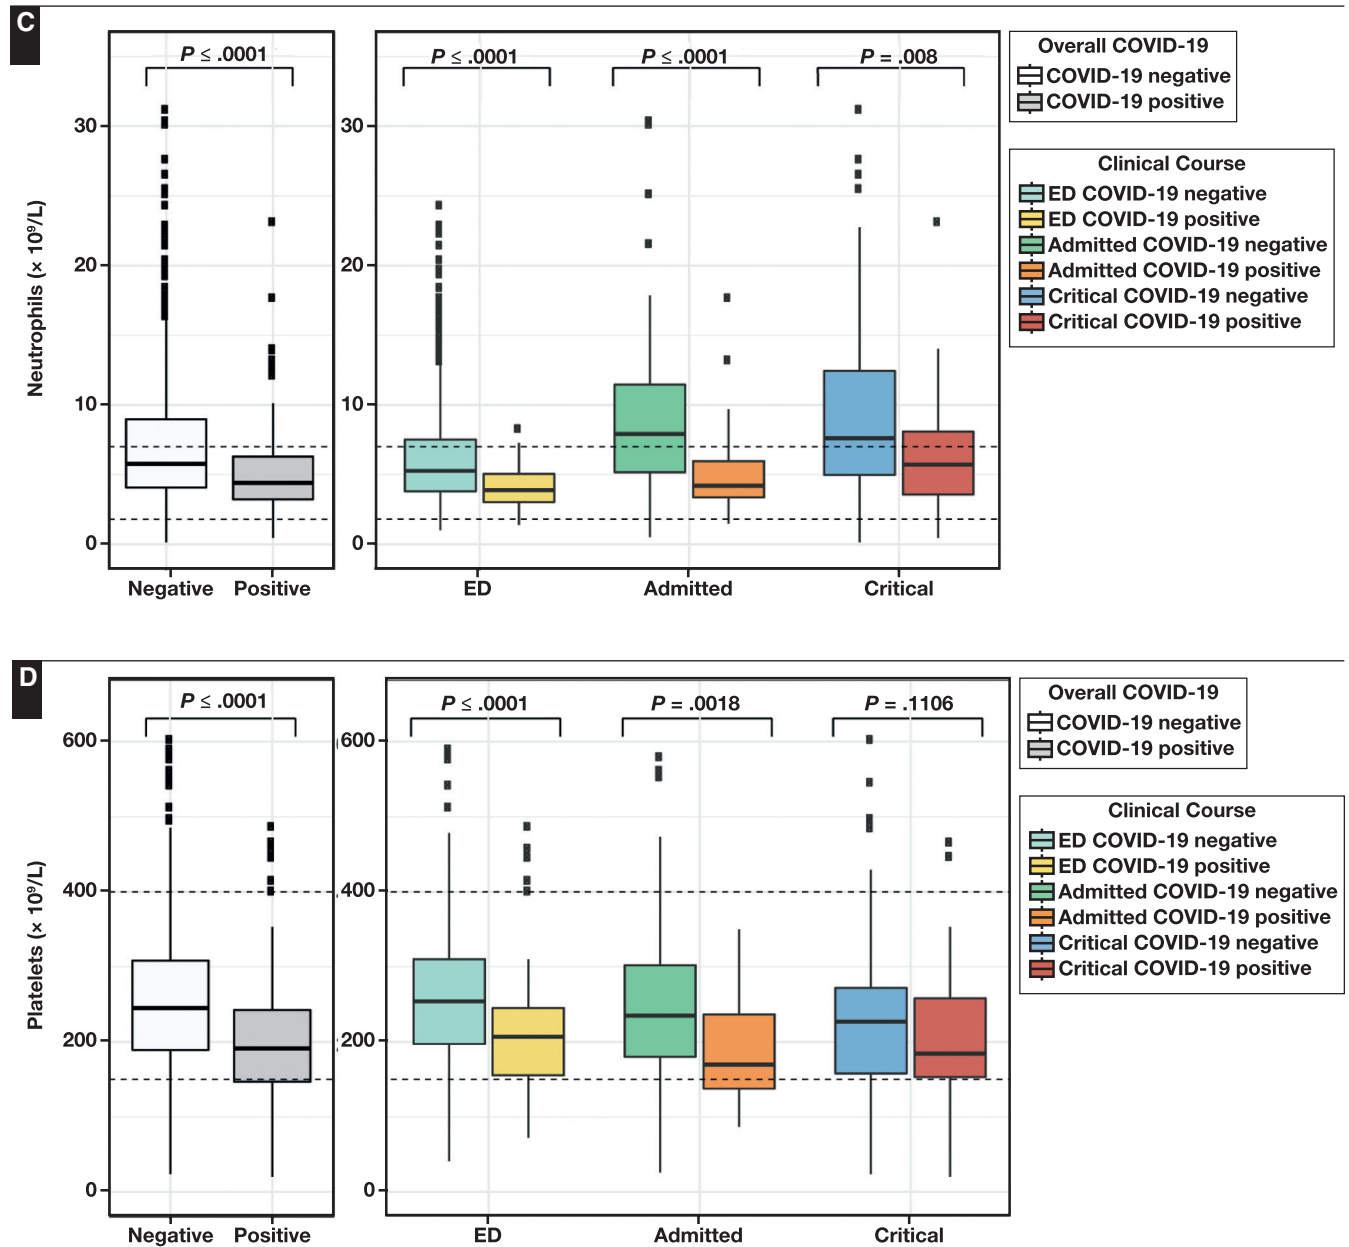 C
P ≤ .0001
P ≤ .0001
P ≤ .0001
P = .008
Overall COVID-19
COVID-19 negative
COVID-19 positive
Clinical Course
ED COVID-19 negative
ED COVID-19 positive
Admitted COVID-19 negative
Admitted COVID-19 positive
Critical COVID-19 negative
Critical COVID-19 positive
Neutrophils (× 10⁹/L)
30
20
10
0
30
20
10
0
Negative
Positive
ED
Admitted
Critical
D
P ≤ .0001
P ≤ .0001
P = .0018
P = .1106
Overall COVID-19
COVID-19 negative
COVID-19 positive
Clinical Course
ED COVID-19 negative
ED COVID-19 positive
Admitted COVID-19 negative
Admitted COVID-19 positive
Critical COVID-19 negative
Critical COVID-19 positive
Platelets (× 10⁹/L)
600
400
200
0
600
400
200
0
Negative
Positive
ED
Admitted
Critical